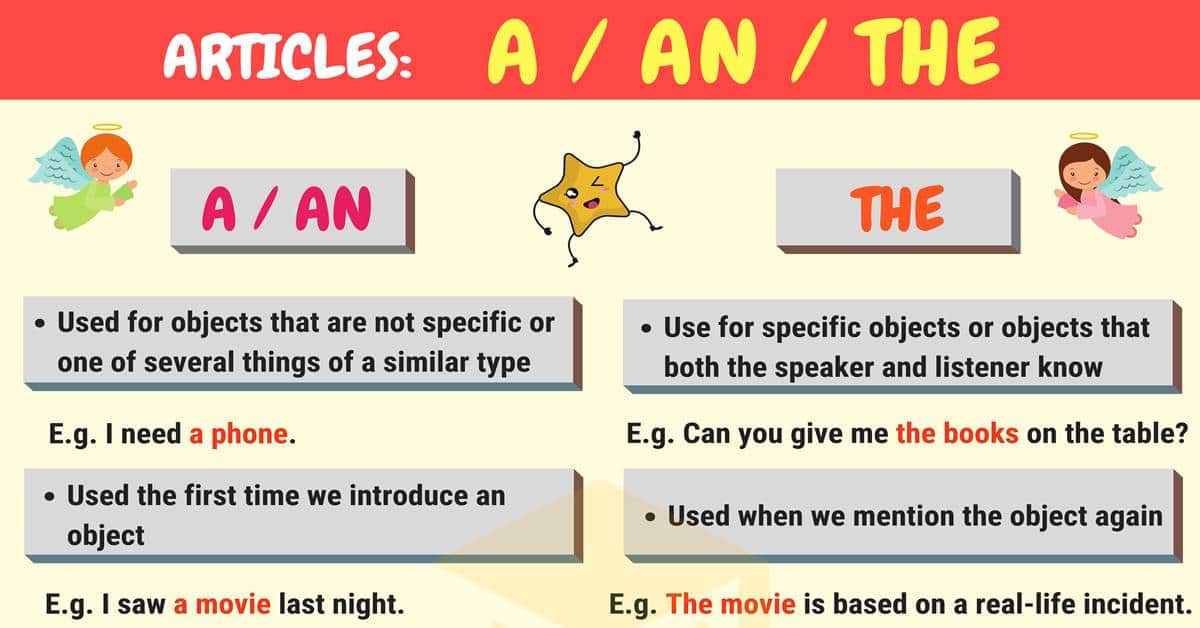 ARTICLES: A / AN / THE
A / AN
THE
• Used for objects that are not specific or
one of several things of a similar type
E.g. I need a phone.
• Used the first time we introduce an
object
E.g. I saw a movie last night.
• Use for specific objects or objects that
both the speaker and listener know
E.g. Can you give me the books on the table?
• Used when we mention the object again
E.g. The movie is based on a real-life incident.